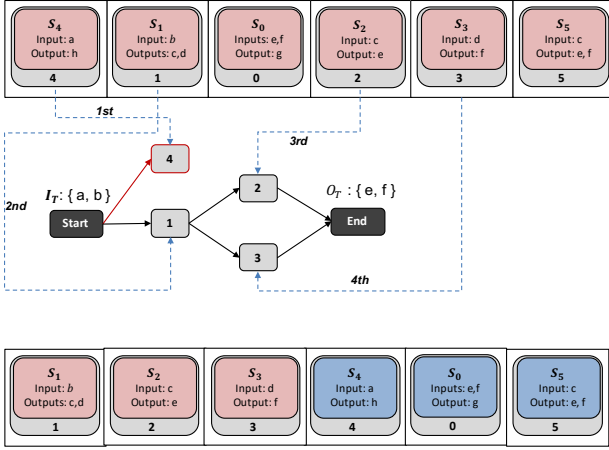 S4 S1 S0 S2 S3 S5
Input: a Input: b Inputs: e,f Input: c Input: d Input: c
Output: h Outputs: c,d Output: g Output: e Output: f Output: e, f
4 1 0 2 3 5
1st
3rd
4
2nd
I_T: { a, b }
2
O_T : { e, f }
Start
1
End
3
4th
S1 S2 S3 S4 S0 S5
Input: b Input: c Input: d Input: a Inputs: e,f Input: c
Outputs: c,d Output: e Output: f Output: h Output: g Output: e, f
1 2 3 4 0 5